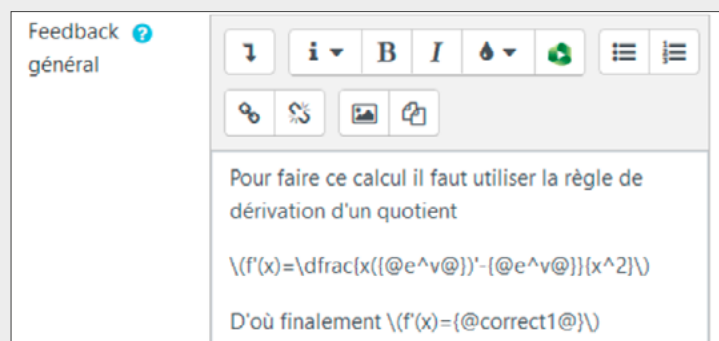 Feedback
général
B I
Pour faire ce calcul il faut utiliser la règle de
dérivation d'un quotient
\(f'(x)=\dfrac{x({@e^v@})'-{@e^v@}}{x^2}\)
D'où finalement \(f'(x)={@correct1@}\)